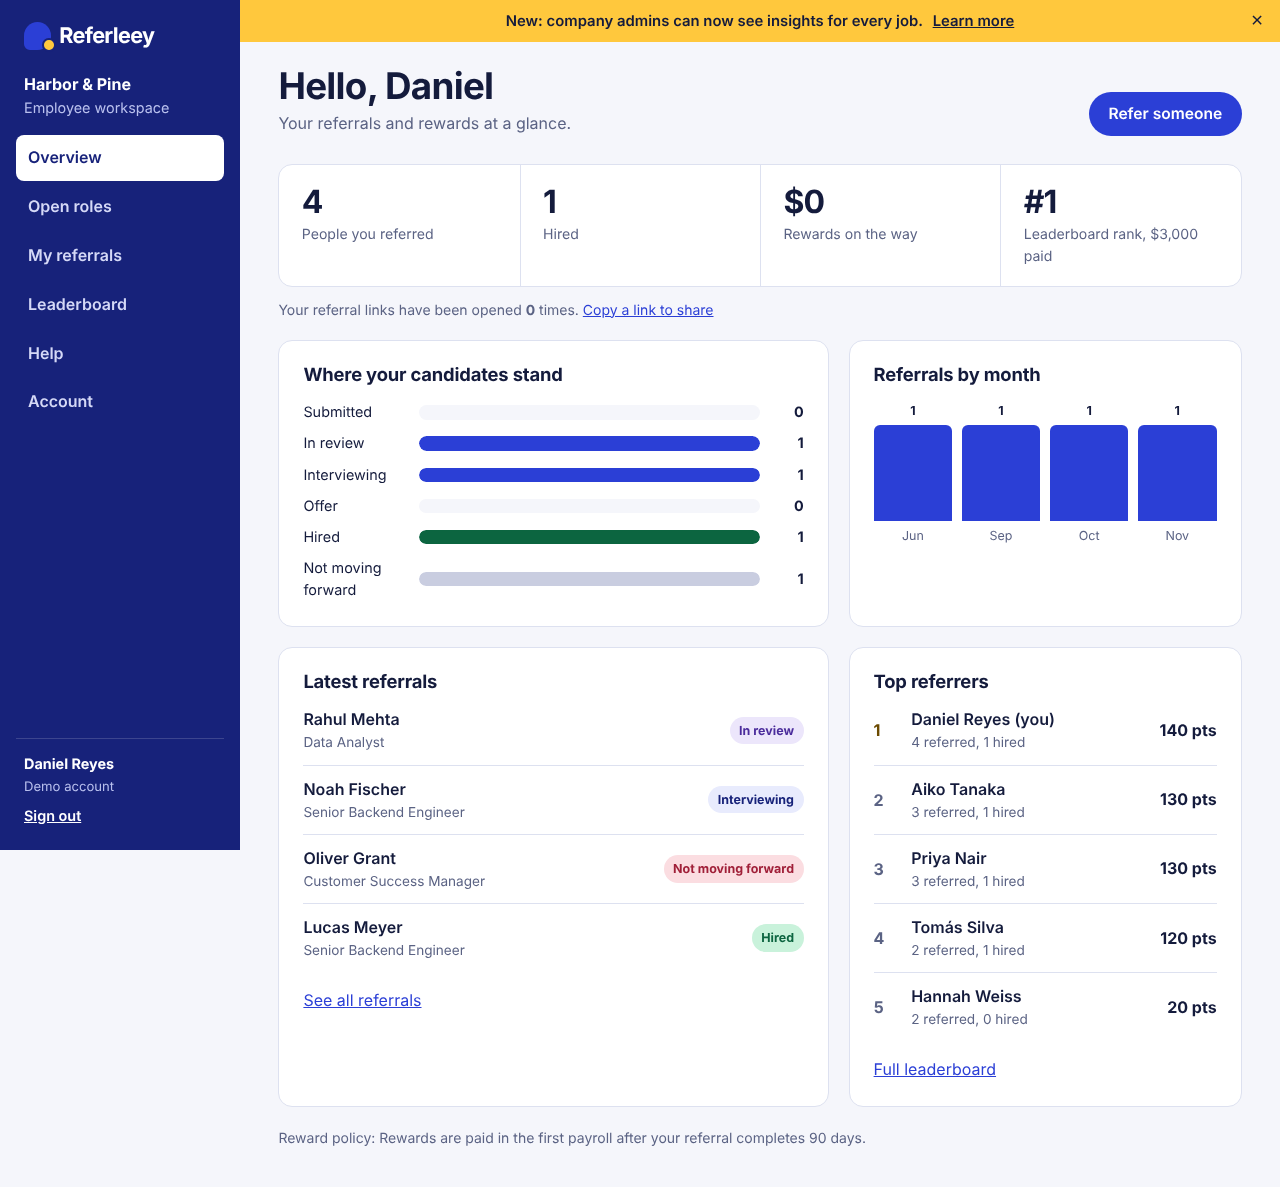 Referleey
Harbor & Pine
Employee workspace
Overview
Open roles
My referrals
Leaderboard
Help
Account
Daniel Reyes
Demo account
Sign out
New: company admins can now see insights for every job. Learn more ×
Hello, Daniel
Your referrals and rewards at a glance.
Refer someone
4
People you referred
1
Hired
$0
Rewards on the way
#1
Leaderboard rank, $3,000
paid
Your referral links have been opened 0 times. Copy a link to share
Where your candidates stand
Submitted 0
In review 1
Interviewing 1
Offer 0
Hired 1
Not moving
forward 1
Referrals by month
1 1 1 1
Jun Sep Oct Nov
Latest referrals
Rahul Mehta
Data Analyst
In review
Noah Fischer
Senior Backend Engineer
Interviewing
Oliver Grant
Customer Success Manager
Not moving forward
Lucas Meyer
Senior Backend Engineer
Hired
See all referrals
Top referrers
1 Daniel Reyes (you) 140 pts
4 referred, 1 hired
2 Aiko Tanaka 130 pts
3 referred, 1 hired
3 Priya Nair 130 pts
3 referred, 1 hired
4 Tomás Silva 120 pts
2 referred, 1 hired
5 Hannah Weiss 20 pts
2 referred, 0 hired
Full leaderboard
Reward policy: Rewards are paid in the first payroll after your referral completes 90 days.